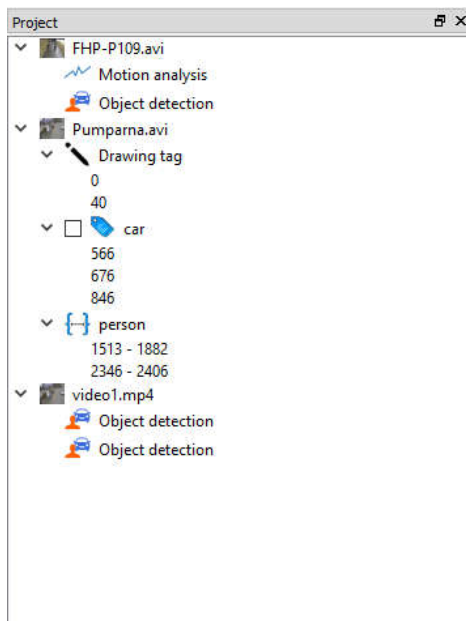 Project
FHP-P109.avi
Motion analysis
Object detection
Pumparna.avi
Drawing tag
0
40
car
566
676
846
person
1513 - 1882
2346 - 2406
video1.mp4
Object detection
Object detection